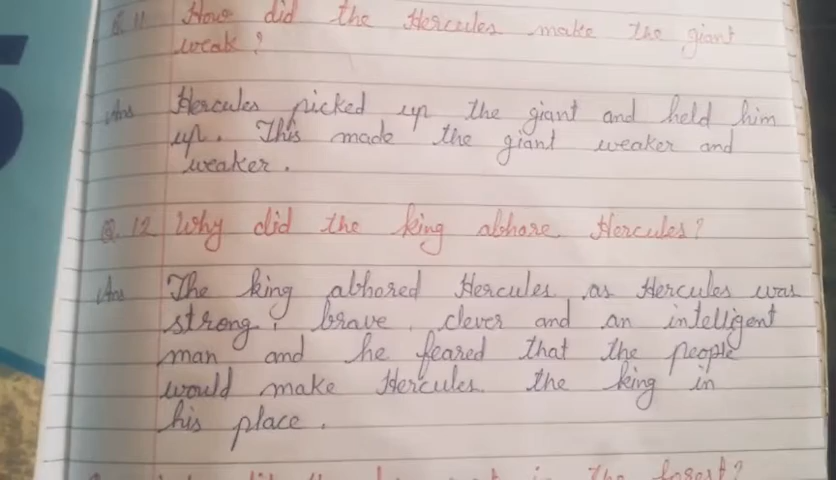 Q. 11 How did the Hercules make the giant
weak?
Ans Hercules picked up the giant and held him
up. This made the giant weaker and
weaker.
Q. 12 Why did the king abhore Hercules?
Ans The king abhored Hercules as Hercules was
strong, brave, clever and an intelligent
man and he feared that the people
would make Hercules the king in
his place.
in the forest?